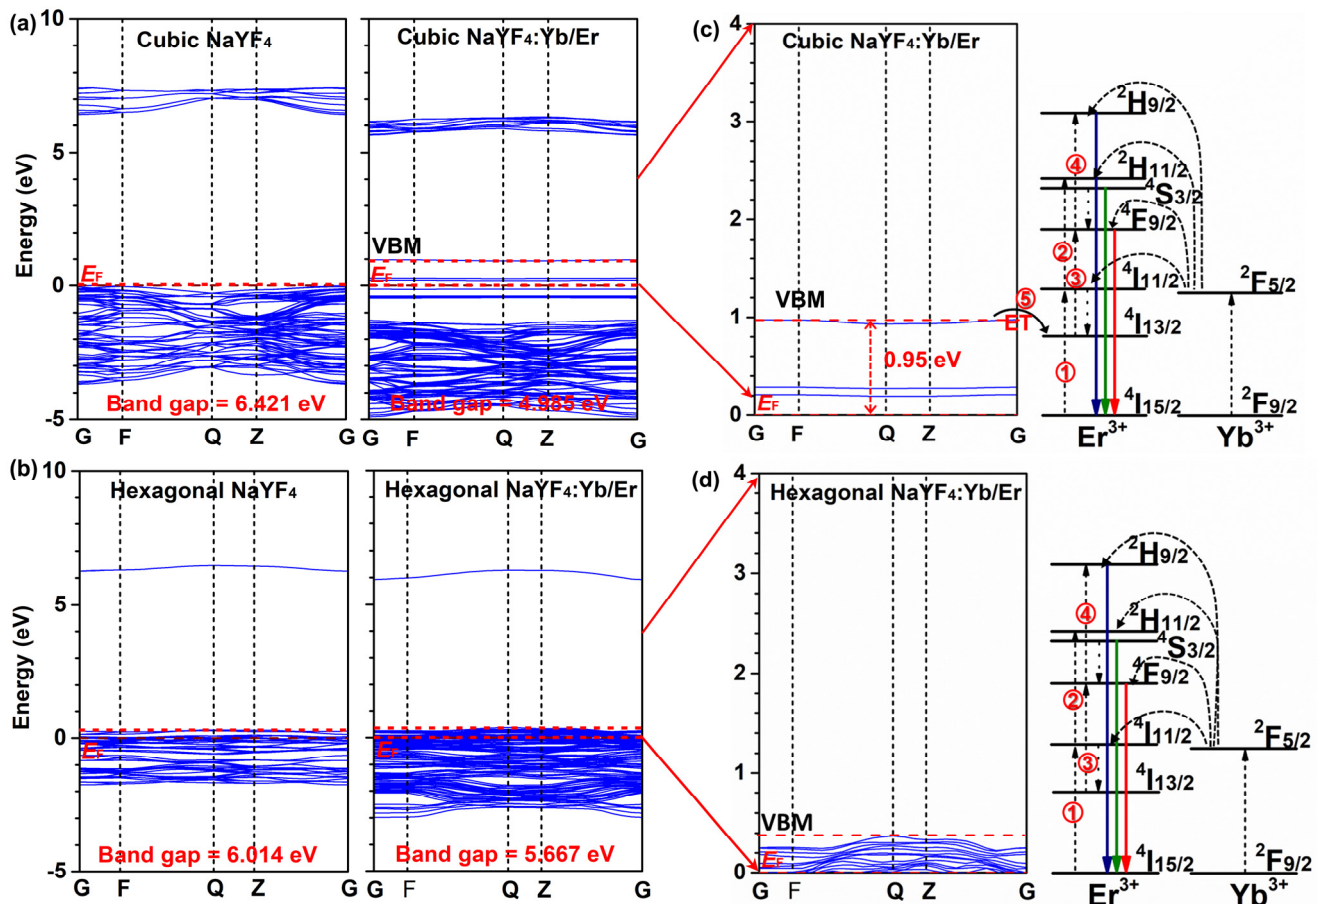 (a)
10
5
0
-5
Energy (eV)
Cubic NaYF₄
E_F
Band gap = 6.421 eV
G F Q Z G
Cubic NaYF₄:Yb/Er
VBM
E_F
Band gap = 4.985 eV
F Q Z G
(c)
4
3
2
1
0
Cubic NaYF₄:Yb/Er
VBM
0.95 eV
E_F
G F Q Z G
⑤
ET
²H9/2
④
²H11/2
⁴S3/2
⁴F9/2
②
③
⁴I11/2
²F5/2
⁴I13/2
①
⁴I15/2
²F9/2
Er³⁺
Yb³⁺
(b)
10
5
0
-5
Energy (eV)
Hexagonal NaYF₄
E_F
Band gap = 6.014 eV
G F Q Z G
Hexagonal NaYF₄:Yb/Er
Band gap = 5.667 eV
F Q Z G
(d)
4
3
2
1
0
Hexagonal NaYF₄:Yb/Er
VBM
E_F
G F Q Z G
²H9/2
④
²H11/2
⁴S3/2
⁴F9/2
②
⁴I11/2
²F5/2
③
⁴I13/2
①
⁴I15/2
²F9/2
Er³⁺
Yb³⁺